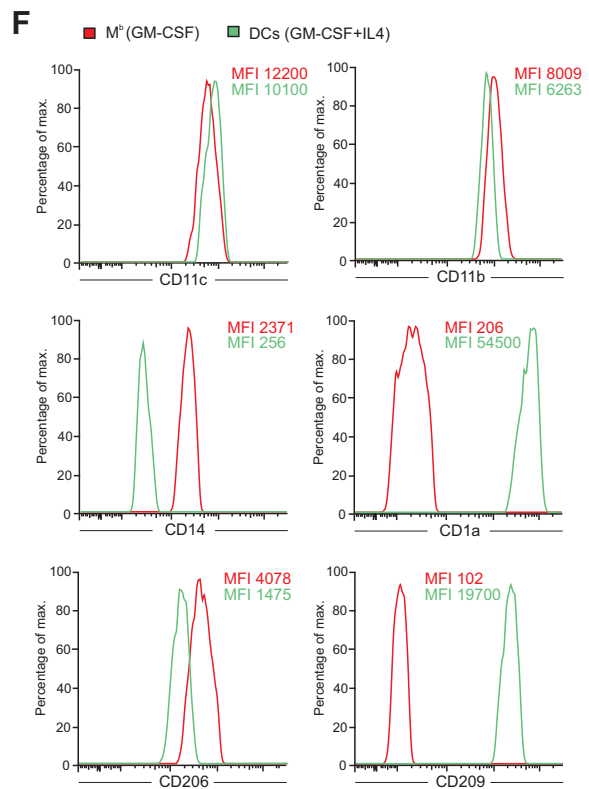 F
Mᵇ (GM-CSF) DCs (GM-CSF+IL4)
MFI 12200
MFI 10100
Percentage of max.
100
80
60
40
20
0
CD11c
MFI 8009
MFI 6263
Percentage of max.
100
80
60
40
20
0
CD11b
MFI 2371
MFI 256
Percentage of max.
100
80
60
40
20
0
CD14
MFI 206
MFI 54500
Percentage of max.
100
80
60
40
20
0
CD1a
MFI 4078
MFI 1475
Percentage of max.
100
80
60
40
20
0
CD206
MFI 102
MFI 19700
Percentage of max.
100
80
60
40
20
0
CD209